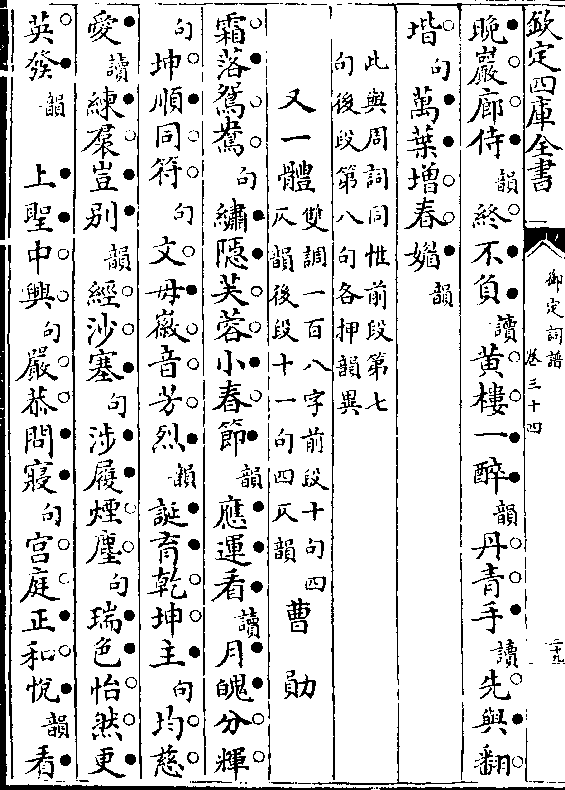 欽定四庫全書
御定詞譜
卷三十四
二十九
晩巖廊侍韻終不負讀黄樓一醉韻丹青手讀先與翻
堦句萬葉增春媚韻
此與周詞同惟前段第七
句後段第八句各押韻異
又一體雙調一百八字前段十句四
仄韻後段十一句四仄韻曹勛
霜落鴛鴦句繡隱芙蓉小春節韻應運看讀月魄分輝
句坤順同符句文母徽音芳烈韻誕育乾坤主句均慈
愛讀練裙豈别韻經沙塞句涉履煙塵句瑞色怡然更
英發韻上聖中興句嚴恭問寢句宫庭正和悅韻看